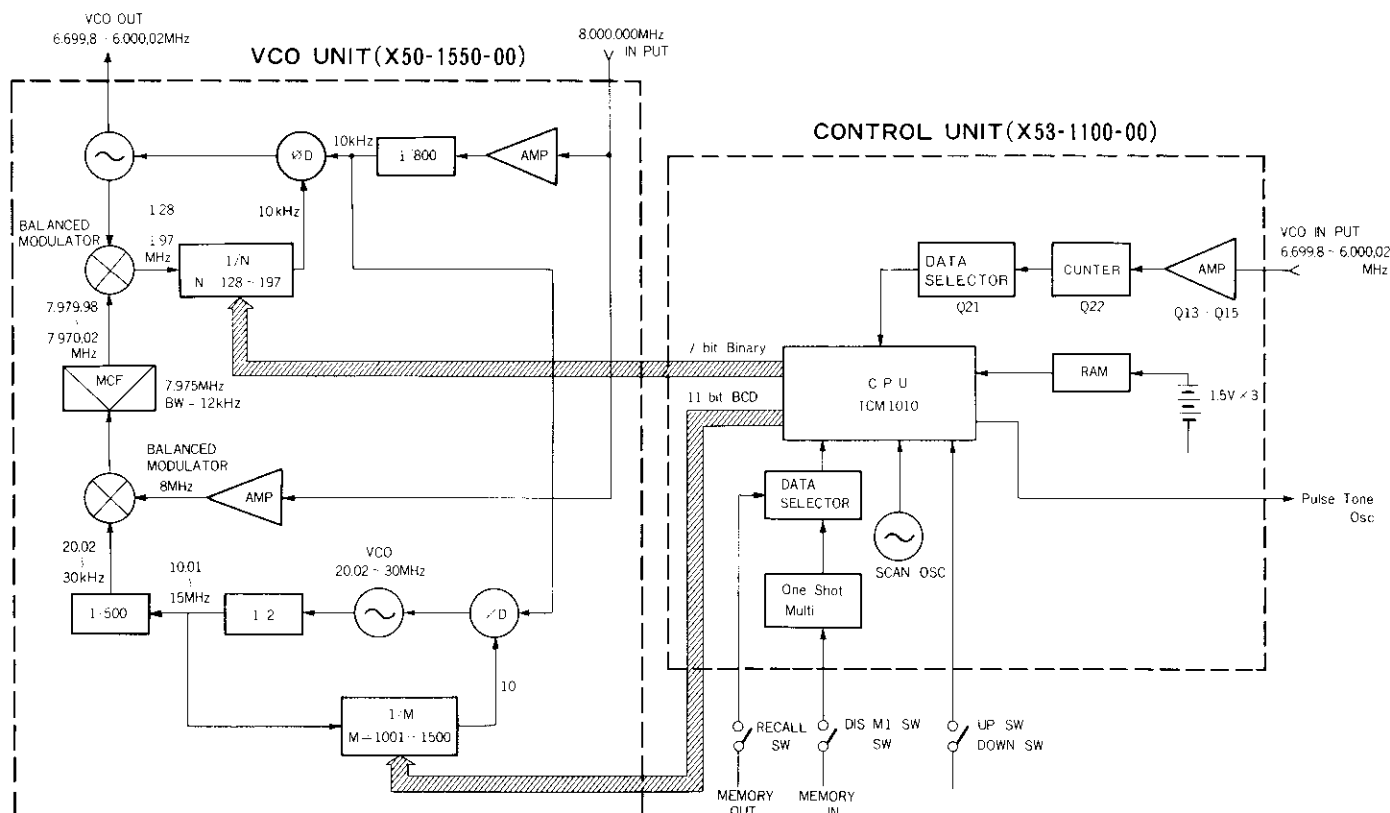 VCO OUT
6.699,8 - 6.000,02MHz
VCO UNIT(X50-1550-00)
8.000.000MHz
IN PUT
10kHz
1/800
AMP
ØD
10kHz
BALANCED
MODULATOR
1.28
1.97
MHz
1/N
N 128 ~ 197
7.979.98
~
7.970.02
MHz
MCF
7.975MHz
BW - 12kHz
BALANCED
MODULATOR
8MHz
AMP
20.02
~
30kHz
10.01
~
15MHz
VCO
20.02 ~ 30MHz
1-500
1 2
/D
10
1/M
M=1001 ~ 1500
CONTROL UNIT(X53-1100-00)
DATA
SELECTOR
Q21
CUNTER
Q22
AMP
Q13 - Q15
VCO IN PUT
6.699,8 ~ 6.000,02
MHz
/ bit Binary
11 bit BCD
C P U
TCM1010
RAM
1.5V × 3
DATA
SELECTOR
SCAN OSC
One Shot
Multi
Pulse Tone
Osc
RECALL
SW
DIS M1 SW
SW
UP SW
DOWN SW
MEMORY
OUT
MEMORY
IN